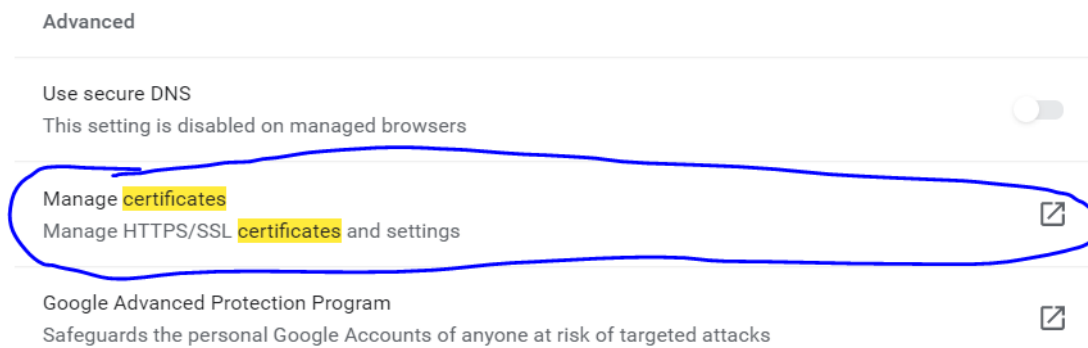 Advanced
Use secure DNS
This setting is disabled on managed browsers
Manage certificates
Manage HTTPS/SSL certificates and settings
Google Advanced Protection Program
Safeguards the personal Google Accounts of anyone at risk of targeted attacks